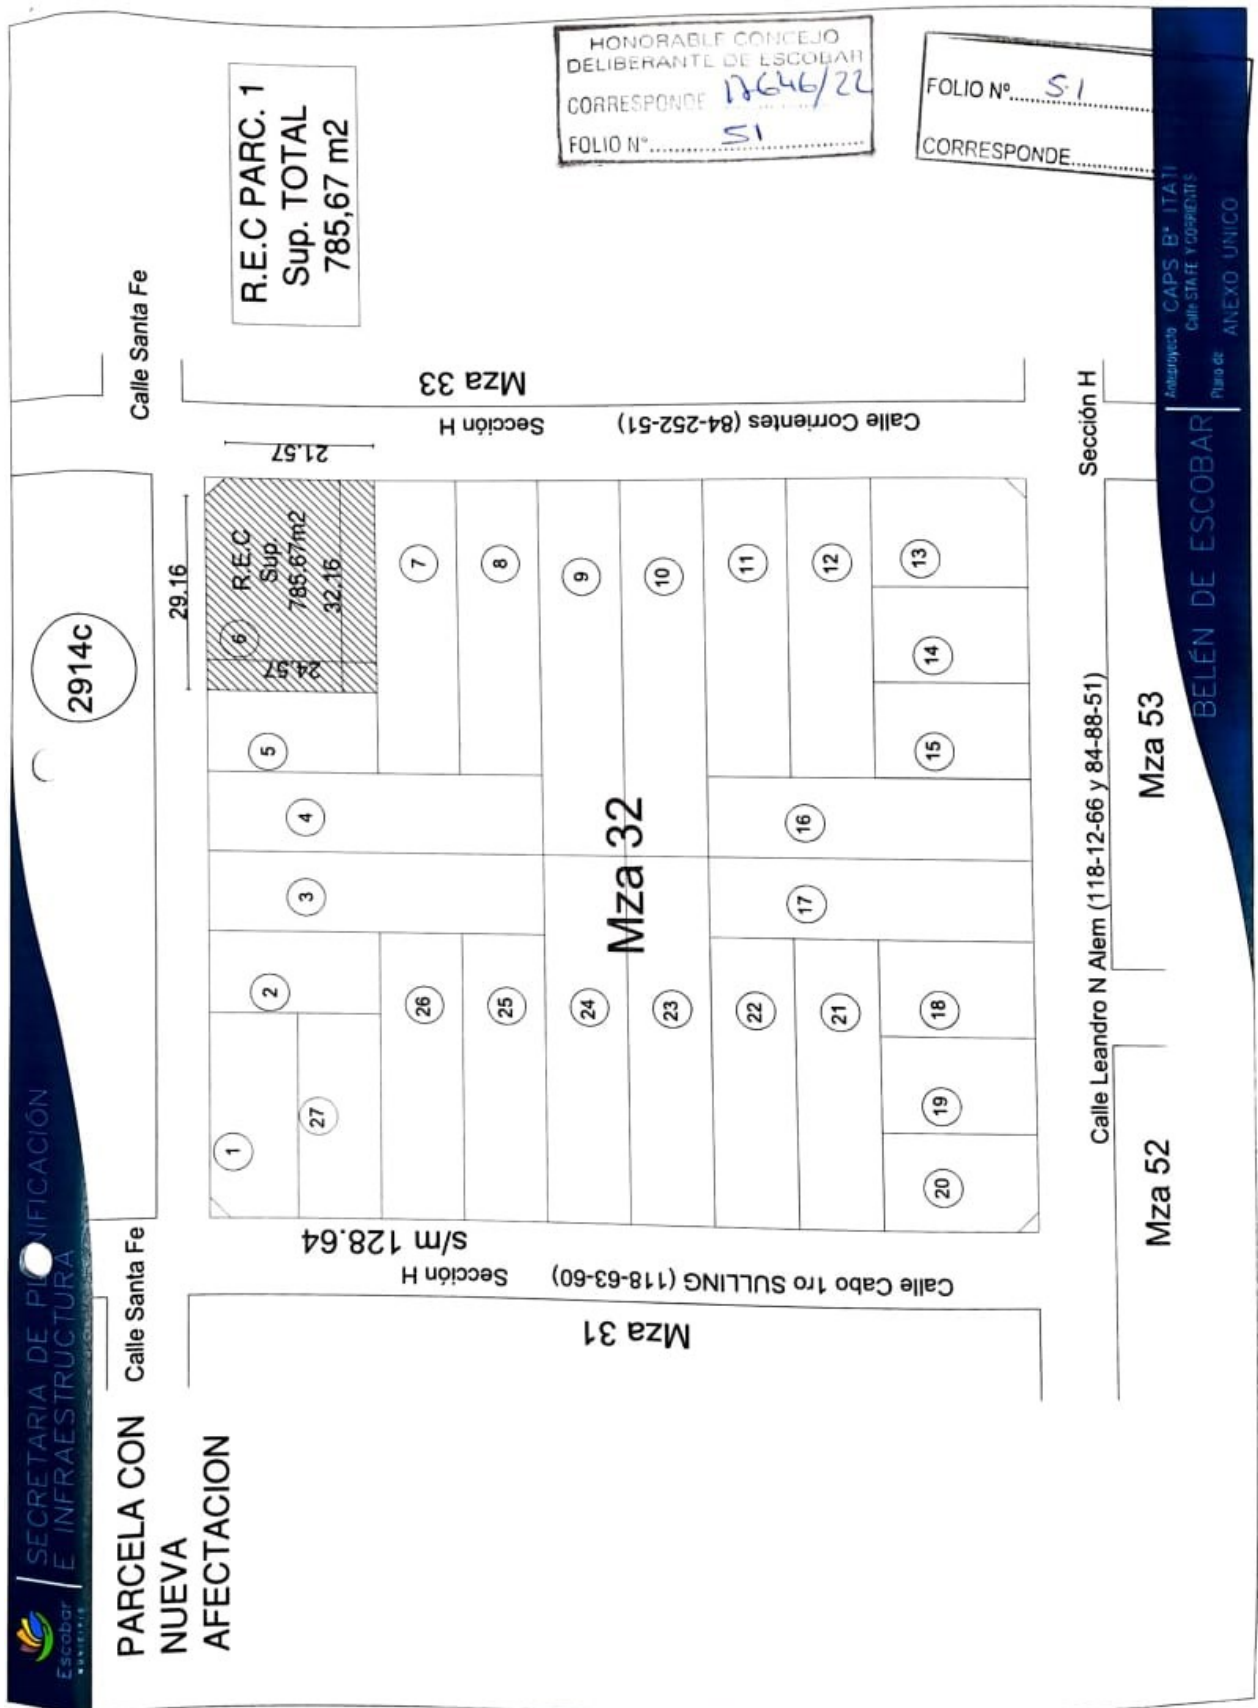 Escobar
MUNICIPIO
SECRETARIA DE
E INFRAESTRUCTURA
PARCELA CON
NUEVA
AFECTACION
HONORABLE CONCEJO
DELIBERANTE DE ESCOBAR
CORRESPONDE 17646/22
FOLIO Nº 51
FOLIO Nº 51
CORRESPONDE
R.E.C PARC. 1
Sup. TOTAL
785,67 m2
2914c
Calle Santa Fe
Calle Santa Fe
29.16
21.57
6
R.E.C
Sup.
785.67m2
32.16
24.57
1
2
3
4
5
27
26
7
25
8
24
9
Mza 32
23
10
22
11
21
12
17
16
20
19
18
15
14
13
s/m 128.64
Sección H
Calle Cabo 1ro SULLING (118-63-60)
Mza 31
Mza 33
Sección H
Calle Corrientes (84-252-51)
Calle Leandro N Alem (118-12-66 y 84-88-51)
Sección H
Mza 52
Mza 53
BELÉN DE ESCOBAR
Anteproyecto CAPS Bº ITATI
Calle STA FE Y CORRIENTES
Plano de ANEXO UNICO